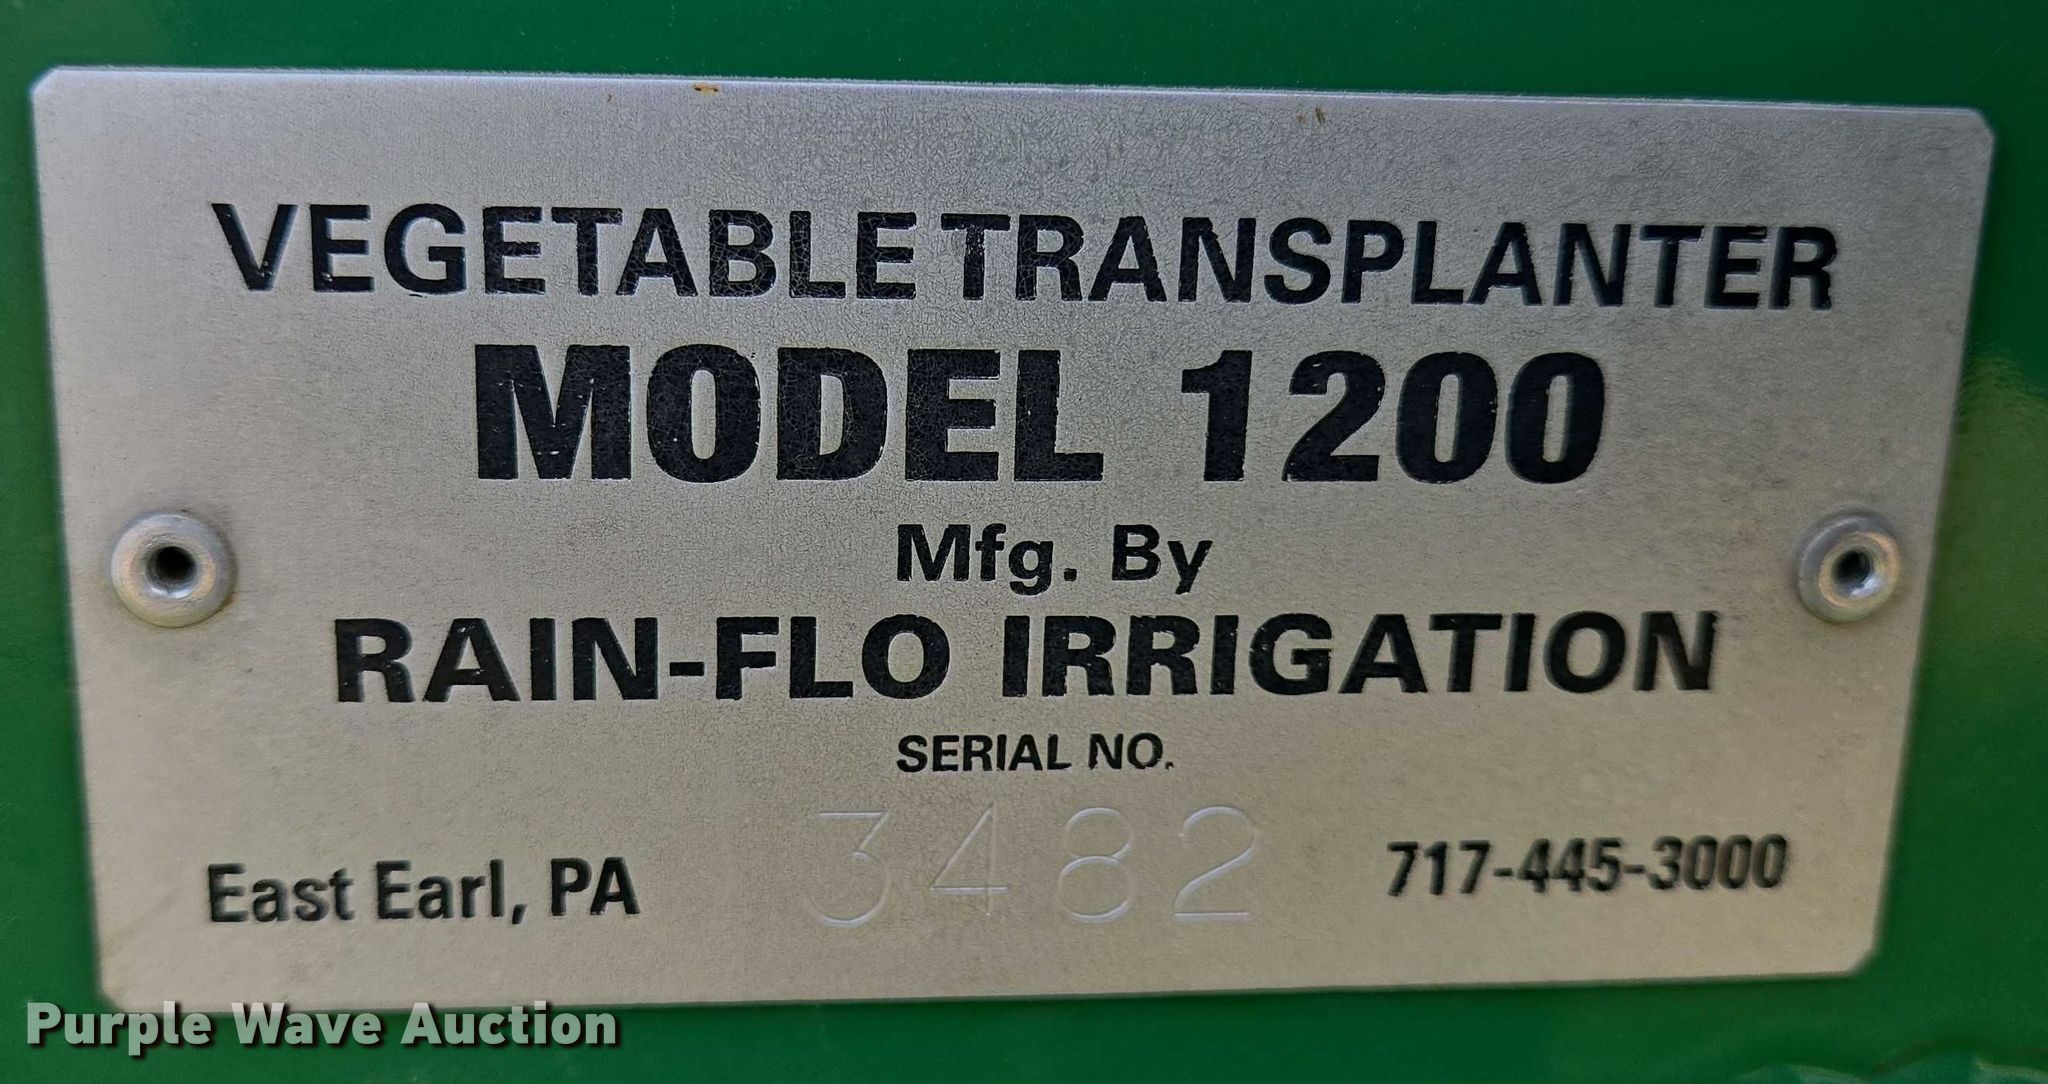 VEGETABLE TRANSPLANTER
MODEL 1200
Mfg. By
RAIN-FLO IRRIGATION
SERIAL NO.
East Earl, PA 3482 717-445-3000
Purple Wave Auction